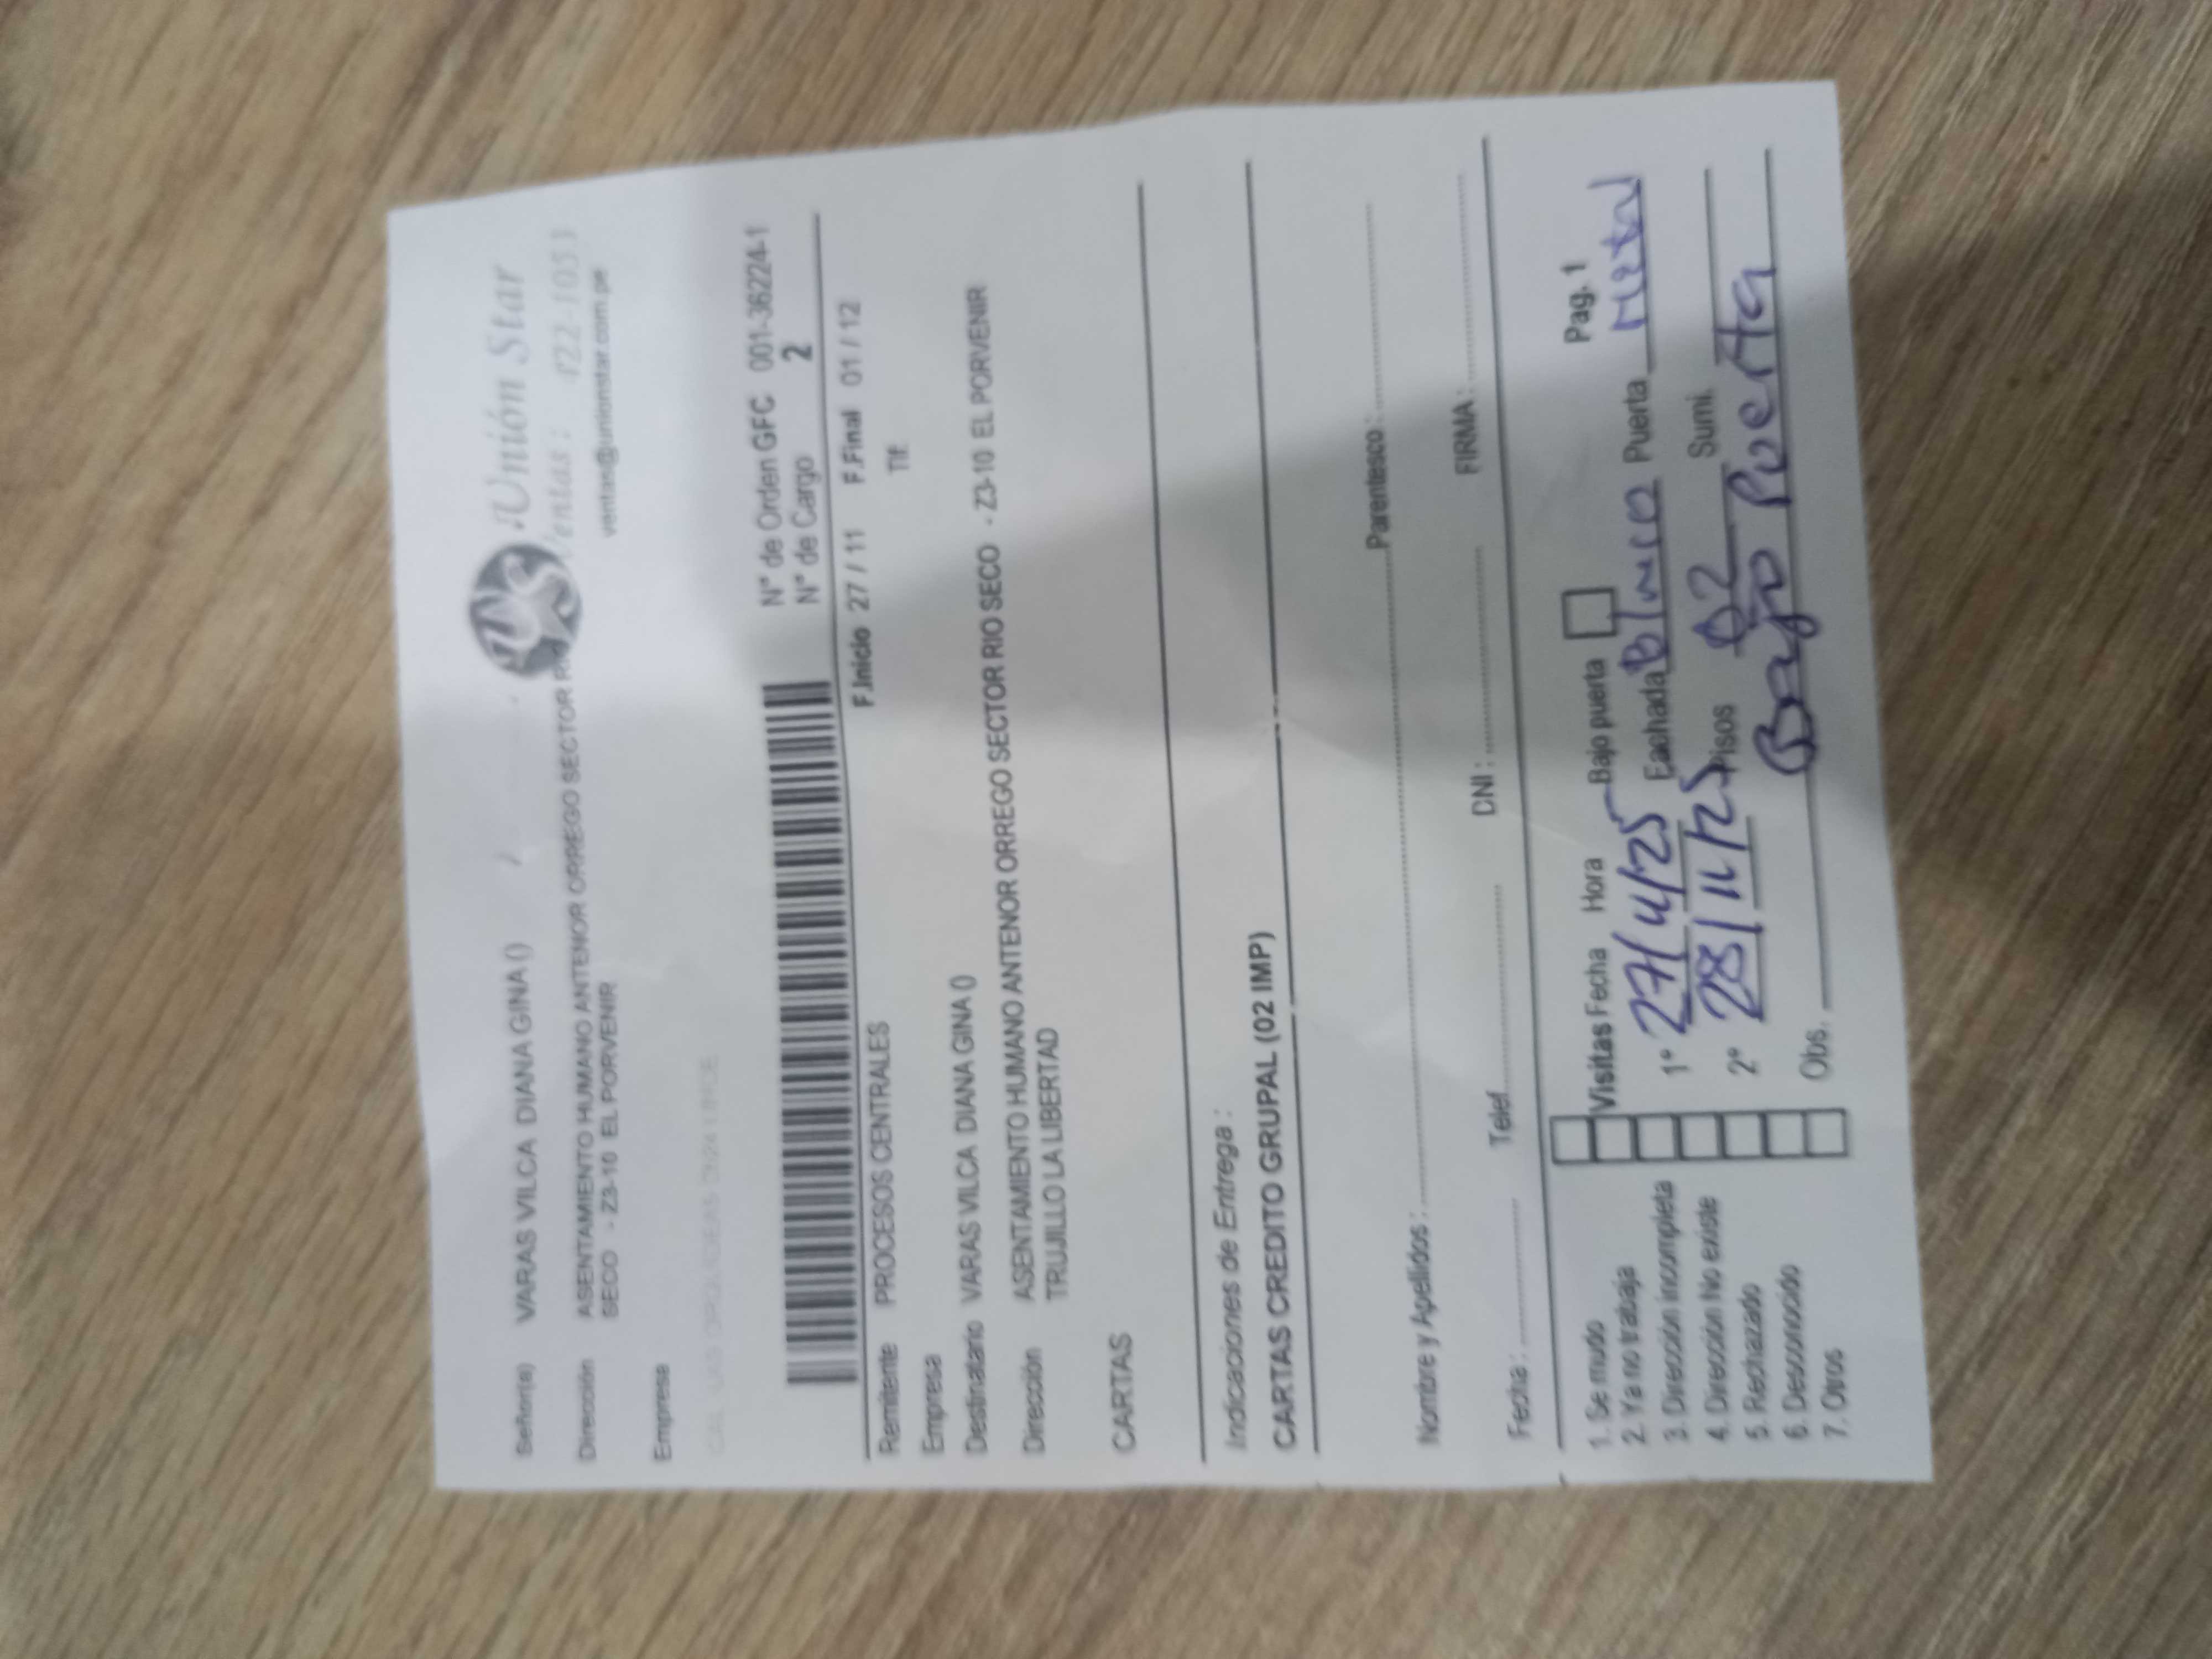 Unión Star
Ventas : 422-1053
ventas@unionstar.com.pe
Señor(a) VARAS VILCA DIANA GINA ()
Dirección ASENTAMIENTO HUMANO ANTENOR ORREGO SECTOR
SECO - Z3-10 EL PORVENIR
Empresa
N° de Orden GFC 001-36224-1
N° de Cargo 2
F.Inicio 27 / 11 F.Final 01 / 12
Remitente PROCESOS CENTRALES
Empresa Tlf:
Destinatario VARAS VILCA DIANA GINA ()
Dirección ASENTAMIENTO HUMANO ANTENOR ORREGO SECTOR RIO SECO - Z3-10 EL PORVENIR
TRUJILLO LA LIBERTAD
CARTAS
Indicaciones de Entrega :
CARTAS CREDITO GRUPAL (02 IMP)
Nombre y Apellidos : Parentesco :
Fecha : Telef. DNI : FIRMA :
1. Se mudo Visitas Fecha Hora Bajo puerta Pag. 1
2. Ya no trabaja
3. Dirección incompleta 1° 27/11/25 Fachada Blanco Puerta Metal
4. Dirección No existe
5. Rechazado 2° 28/11/25 Pisos 02 Sumi.
6. Desconocido
7. Otros Obs. Bajo Puerta